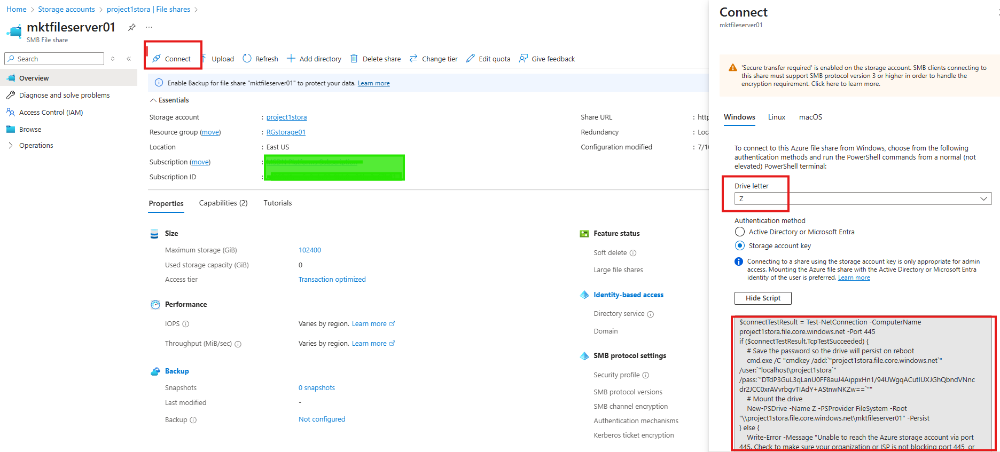 Home > Storage accounts > project1stora | File shares >
mktfileserver01
SMB File share
Search
Overview
Diagnose and solve problems
Access Control (IAM)
Browse
Operations
Connect Upload Refresh Add directory Delete share Change tier Edit quota Give feedback
Enable Backup for file share "mktfileserver01" to protect your data. Learn more
Essentials
Storage account : project1stora
Resource group (move) : RGstorage01
Location : East US
Subscription (move) :
Subscription ID :
Share URL :
Redundancy :
Configuration modified :
Properties Capabilities (2) Tutorials
Size
Maximum storage (GiB) 102400
Used storage capacity (GiB) 0
Access tier Transaction optimized
Performance
IOPS Varies by region. Learn more
Throughput (MiB/sec) Varies by region. Learn more
Backup
Snapshots 0 snapshots
Last modified -
Backup Not configured
Feature status
Soft delete
Large file shares
Identity-based access
Directory service
Domain
SMB protocol settings
Security profile
SMB protocol versions
SMB channel encryption
Authentication mechanisms
Kerberos ticket encryption
Connect
mktfileserver01
'Secure transfer required' is enabled on the storage account. SMB clients connecting to
this share must support SMB protocol version 3 or higher in order to handle the
encryption requirement. Click here to learn more.
Windows Linux macOS
To connect to this Azure file share from Windows, choose from the following
authentication methods and run the PowerShell commands from a normal (not
elevated) PowerShell terminal:
Drive letter
Z
Authentication method
Active Directory or Microsoft Entra
Storage account key
Connecting to a share using the storage account key is only appropriate for admin
access. Mounting the Azure file share with the Active Directory or Microsoft Entra
identity of the user is preferred. Learn more
Hide Script
$connectTestResult = Test-NetConnection -ComputerName
project1stora.file.core.windows.net -Port 445
if ($connectTestResult.TcpTestSucceeded) {
# Save the password so the drive will persist on reboot
cmd.exe /C "cmdkey /add:`"project1stora.file.core.windows.net`"
/user:`"localhost\project1stora`"
/pass:`"DTdP3GuL3qLanU0FF8auJ4AippxHn1/94UWgqACutIUXJGhQbndVNnc
dr2JCC0xrAVvrbgvTIAdY+AStnwNKZw==`""
# Mount the drive
New-PSDrive -Name Z -PSProvider FileSystem -Root
"\\project1stora.file.core.windows.net\mktfileserver01" -Persist
} else {
Write-Error -Message "Unable to reach the Azure storage account via port
445. Check to make sure your organization or ISP is not blocking port 445, or